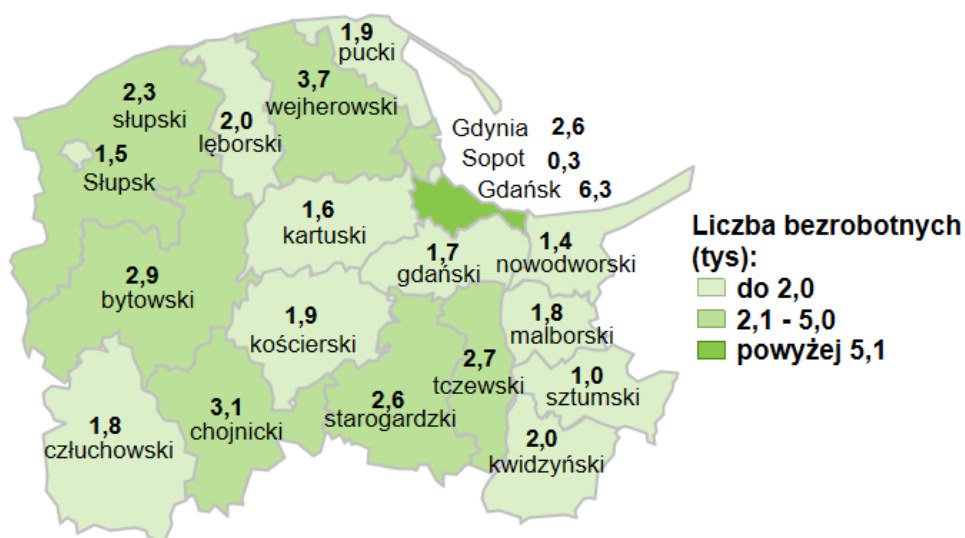 1,9
pucki
3,7
wejherowski
2,3
słupski
2,0
lęborski
1,5
Słupsk
Gdynia 2,6
Sopot 0,3
Gdańsk 6,3
1,6
kartuski
1,7
gdański
1,4
nowodworski
2,9
bytowski
1,9
kościerski
1,8
malborski
2,7
tczewski
1,0
sztumski
2,6
starogardzki
3,1
chojnicki
1,8
człuchowski
2,0
kwidzyński
Liczba bezrobotnych
(tys):
do 2,0
2,1 - 5,0
powyżej 5,1